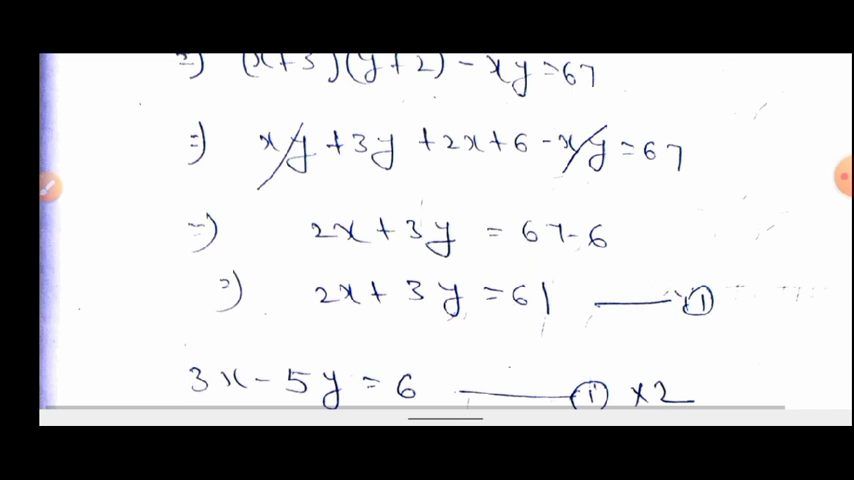 =) (x+3)(y+2) - xy = 67
=) xy + 3y + 2x + 6 - xy = 67
=) 2x + 3y = 67 - 6
=) 2x + 3y = 61 —— (1)
3x - 5y = 6 —— (1) ×2